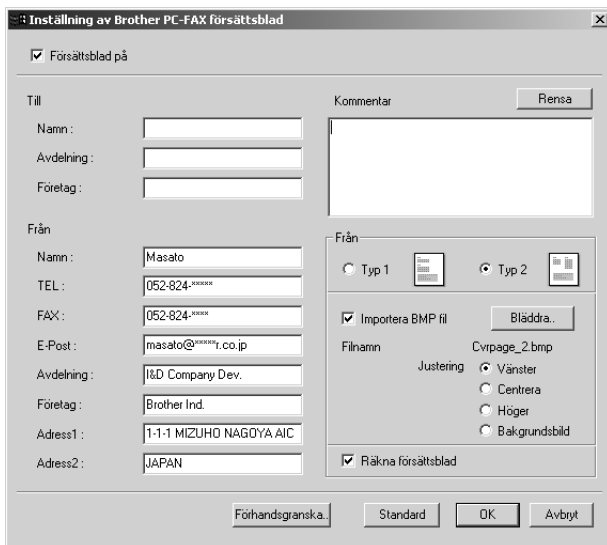 Inställning av Brother PC-FAX försättsblad
Försättsblad på
Till
Namn :
Avdelning :
Företag :
Kommentar
Rensa
Från
Namn : Masato
TEL : 052-824-*****
FAX : 052-824-****
E-Post : masato@*****r.co.jp
Avdelning : I&D Company Dev.
Företag : Brother Ind.
Adress1 : 1-1-1 MIZUHO NAGOYA AIC
Adress2 : JAPAN
Från
Typ 1
Typ 2
Importera BMP fil
Bläddra..
Filnamn Cvrpage_2.bmp
Justering
Vänster
Centrera
Höger
Bakgrundsbild
Räkna försättsblad
Förhandsgranska..
Standard
OK
Avbryt